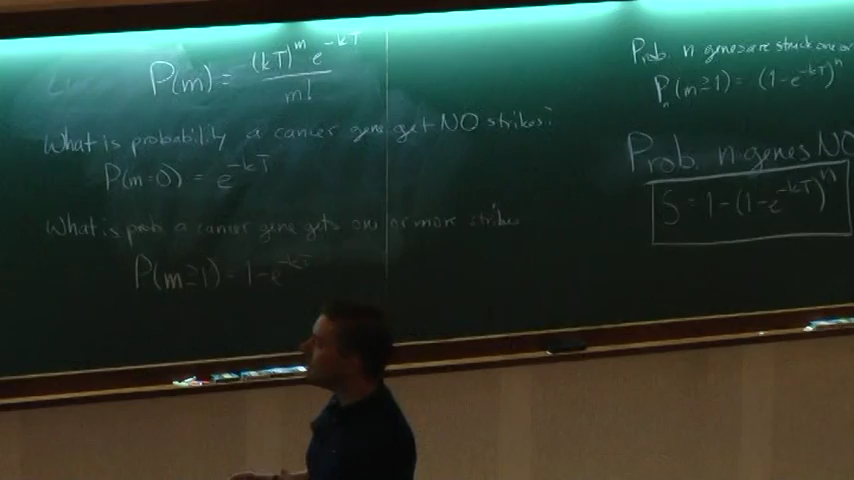 P(m) = (kT)^m e^{-kT} / m!
What is probability a cancer gene get NO strikes?
P(m=0) = e^{-kT}
What is prob a cancer gene gets one or more strikes
P(m≥1) = 1-e^{-kT}
Prob. n genes are struck one or
P_n(m≥1) = (1-e^{-kT})^n
Prob. n genes NO
S = 1-(1-e^{-kT})^n